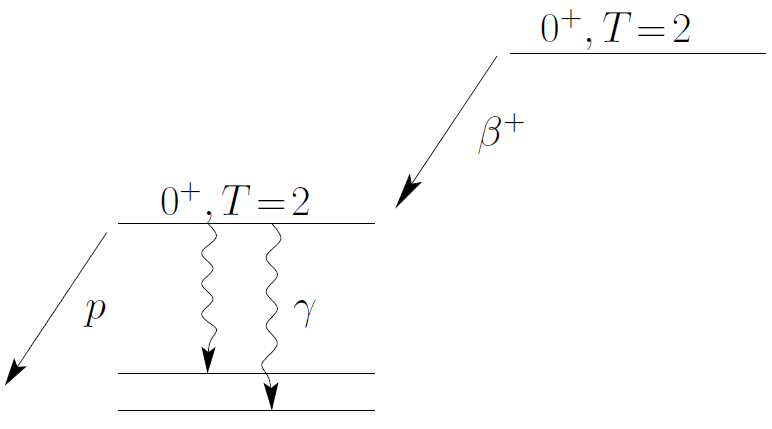 0⁺, T = 2
β⁺
0⁺, T = 2
p
γ